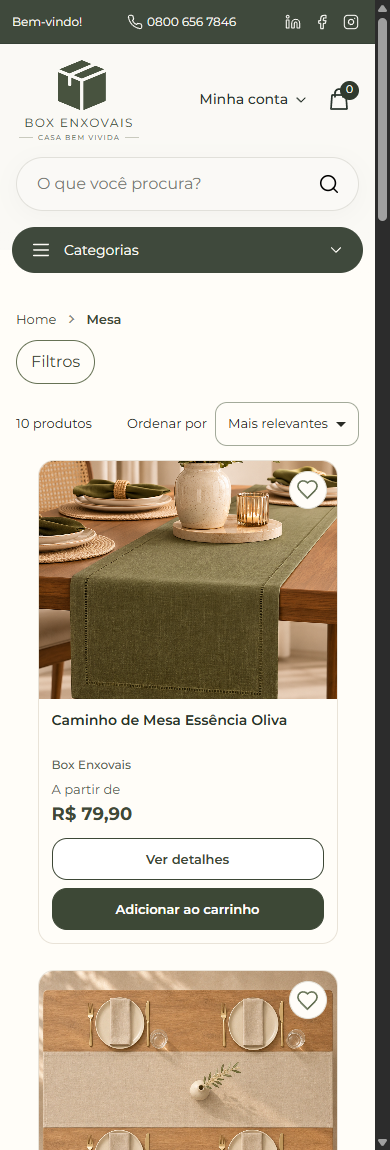 Bem-vindo!
0800 656 7846
BOX ENXOVAIS
CASA BEM VIVIDA
Minha conta
0
O que você procura?
Categorias
Home > Mesa
Filtros
10 produtos
Ordenar por
Mais relevantes
Caminho de Mesa Essência Oliva
Box Enxovais
A partir de
R$ 79,90
Ver detalhes
Adicionar ao carrinho